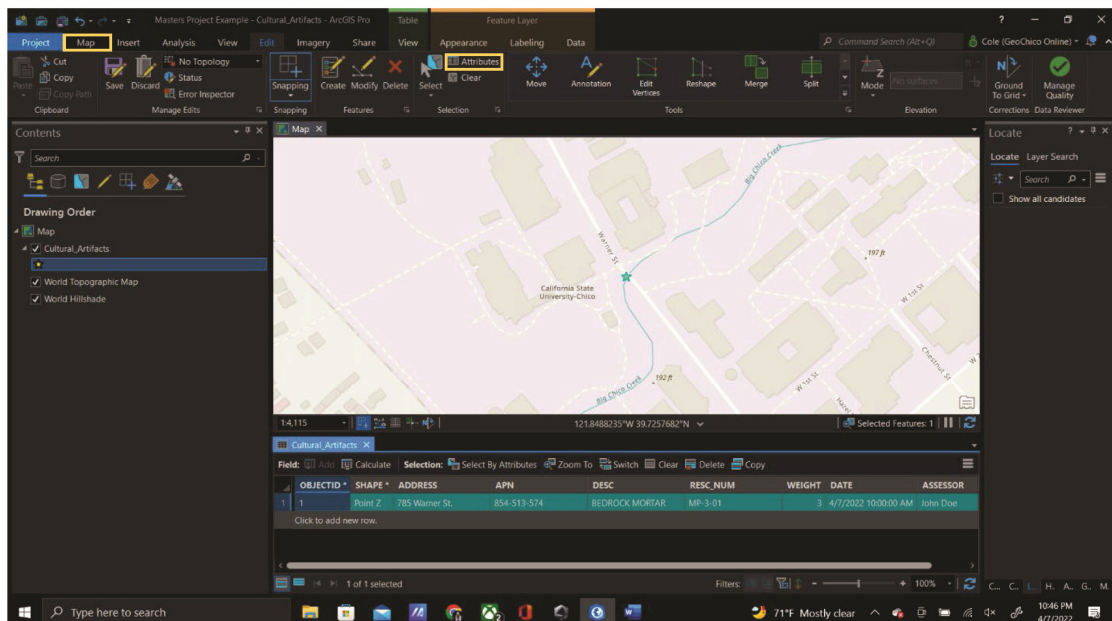 Masters Project Example - Cultural_Artifacts - ArcGIS Pro
Table
Feature Layer
?
Project Map Insert Analysis View Edit Imagery Share View Appearance Labeling Data
Command Search (Alt+Q)
Cole (GeoChico Online)
Paste
Cut
Copy
Copy Path
Clipboard
Save
Discard
No Topology
Status
Error Inspector
Manage Edits
Snapping
Snapping
Create
Modify
Delete
Features
Select
Attributes
Clear
Selection
Move
Annotation
Edit
Vertices
Reshape
Merge
Split
Tools
Mode
No surfaces
Elevation
Ground
To Grid
Corrections
Manage
Quality
Data Reviewer
Contents
Search
Drawing Order
Map
Cultural_Artifacts
World Topographic Map
World Hillshade
Map
Big Chico Creek
Warner St
197 ft
California State
University-Chico
W 1st St
Chestnut St
192 ft
Big Chico Creek
W 1st St
1:4,115
121.8488235°W 39.7257682°N
Selected Features: 1
Locate
?
Locate Layer Search
Search
Show all candidates
Cultural_Artifacts
Field: Add Calculate Selection: Select By Attributes Zoom To Switch Clear Delete Copy
OBJECTID * SHAPE * ADDRESS APN DESC RESC_NUM WEIGHT DATE ASSESSOR
1 1 Point Z 785 Warner St. 854-513-574 BEDROCK MORTAR MP-3-01 3 4/7/2022 10:00:00 AM John Doe
Click to add new row.
1 of 1 selected
Filters:
100%
C... C... L... H. A.. G.. M.
Type here to search
71°F Mostly clear
10:46 PM
4/7/2022